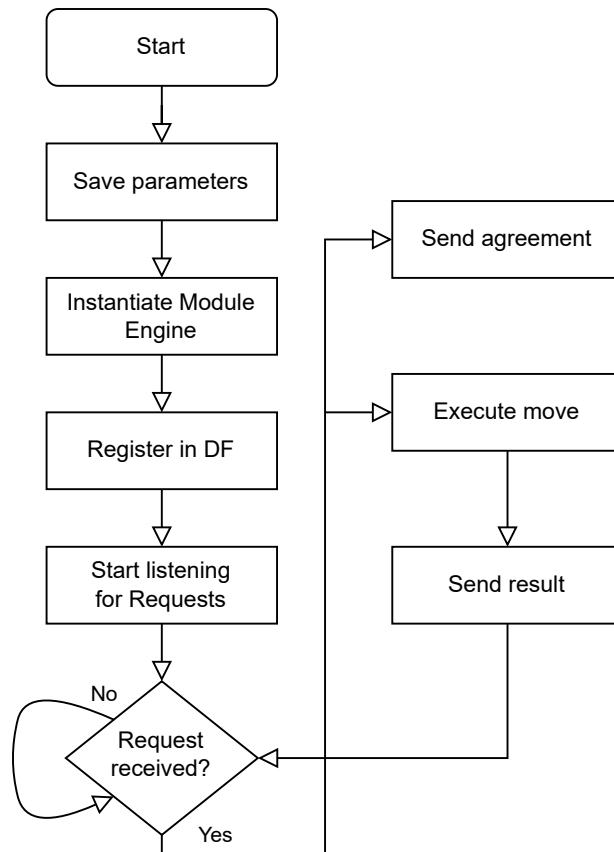 Start
Save parameters
Send agreement
Instantiate Module
Engine
Execute move
Register in DF
Start listening
for Requests
Send result
No
Request
received?
Yes